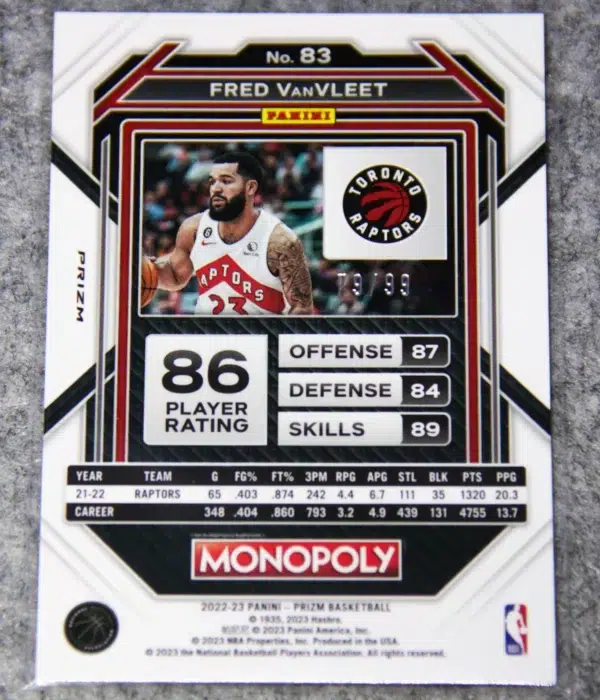 No. 83
FRED VANVLEET
PANINI
TORONTO
RAPTORS
6
RAPTORS
23
79/99
PRIZM
86
PLAYER
RATING
OFFENSE 87
DEFENSE 84
SKILLS 89
YEAR TEAM G FG% FT% 3PM RPG APG STL BLK PTS PPG
21-22 RAPTORS 65 .403 .874 242 4.4 6.7 111 35 1320 20.3
CAREER 348 .404 .860 793 3.2 4.9 439 131 4755 13.7
MONOPOLY
2022-23 PANINI – PRIZM BASKETBALL
© 1935, 2023 Hasbro.
© 2023 Panini America, Inc.
© 2023 NBA Properties, Inc. Produced in the USA.
© 2023 the National Basketball Players Association. All rights reserved.